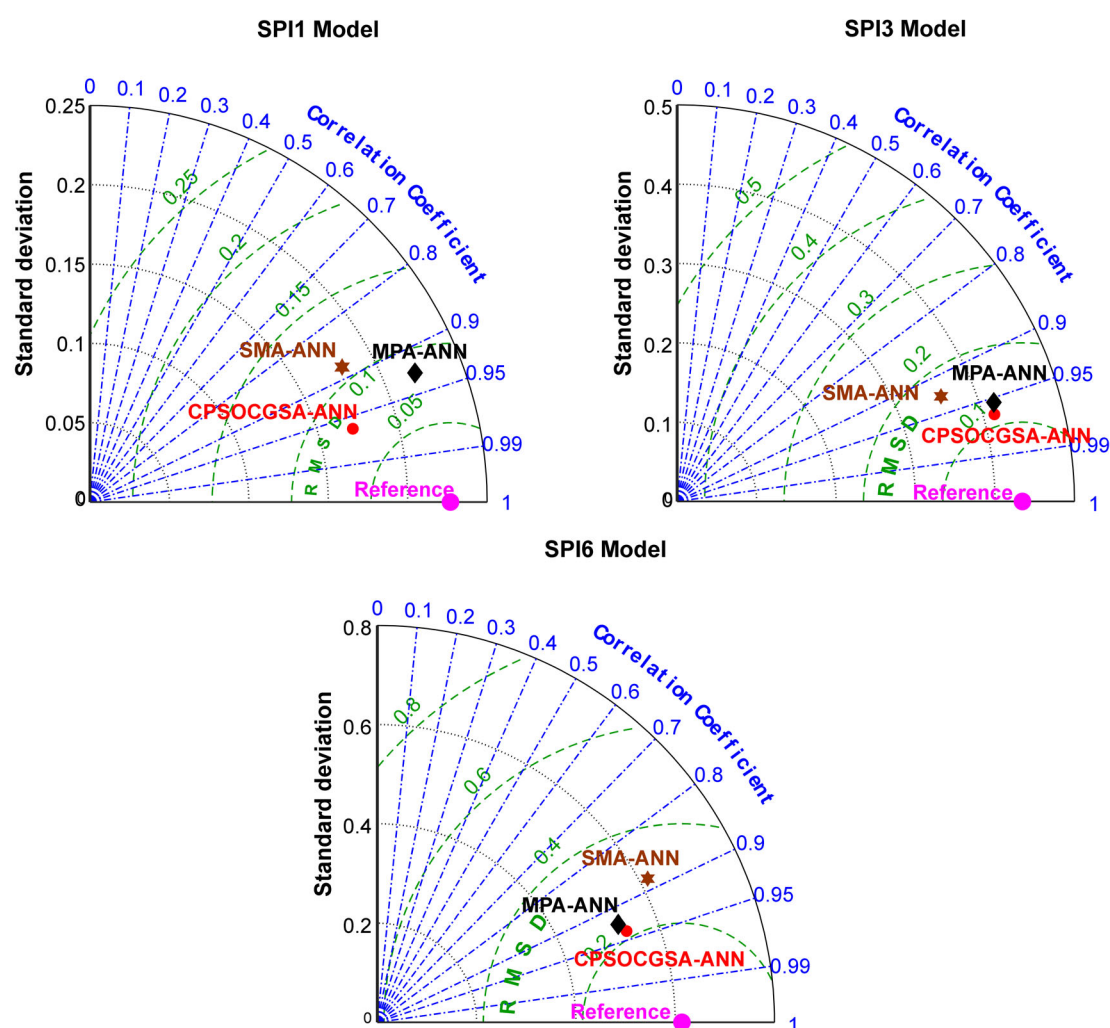 SPI1 Model
0 0.1 0.2 0.3 0.4 0.5 0.6 0.7 0.8 0.9 0.95 0.99 1
Correlation Coefficient
0.25
0.2
0.15
0.1
0.05
0
Standard deviation
0.25
0.2
0.15
0.1
0.05
RMSD
SMA-ANN
MPA-ANN
CPSOCGSA-ANN
Reference
SPI3 Model
0 0.1 0.2 0.3 0.4 0.5 0.6 0.7 0.8 0.9 0.95 0.99 1
Correlation Coefficient
0.5
0.4
0.3
0.2
0.1
0
Standard deviation
0.5
0.4
0.3
0.2
0.1
RMSD
MPA-ANN
SMA-ANN
CPSOCGSA-ANN
Reference
SPI6 Model
0 0.1 0.2 0.3 0.4 0.5 0.6 0.7 0.8 0.9 0.95 0.99 1
Correlation Coefficient
0.8
0.6
0.4
0.2
0
Standard deviation
0.8
0.6
0.4
0.2
RMSD
SMA-ANN
MPA-ANN
CPSOCGSA-ANN
Reference